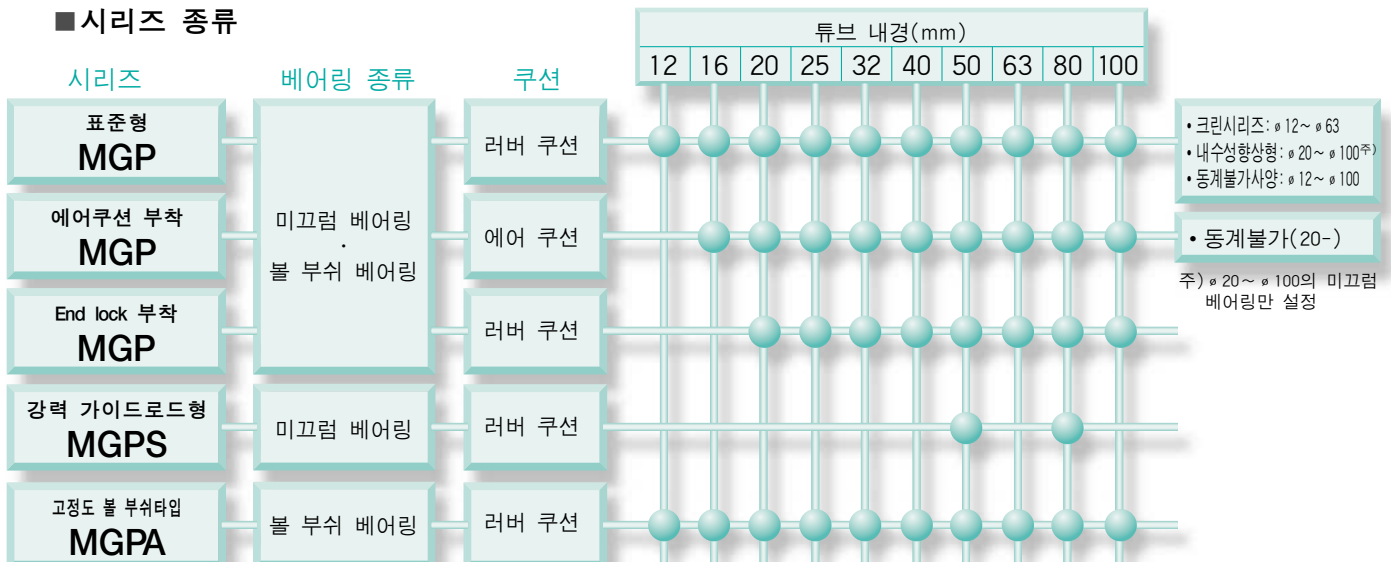 ■시리즈 종류
튜브 내경(mm)
12 16 20 25 32 40 50 63 80 100
시리즈 베어링 종류 쿠션
표준형
MGP
러버 쿠션
• 크린시리즈: ø 12~ ø 63
• 내수성향상형: ø 20~ ø 100주)
• 동계불가사양: ø 12~ ø 100
에어쿠션 부착
MGP
미끄럼 베어링
·
볼 부쉬 베어링
에어 쿠션
• 동계불가(20-)
주) ø 20~ ø 100의 미끄럼
베어링만 설정
End lock 부착
MGP
러버 쿠션
강력 가이드로드형
MGPS
미끄럼 베어링
러버 쿠션
고정도 볼 부쉬타입
MGPA
볼 부쉬 베어링
러버 쿠션